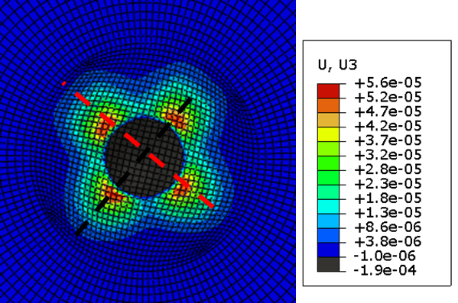 U, U3
+5.6e-05
+5.2e-05
+4.7e-05
+4.2e-05
+3.7e-05
+3.2e-05
+2.8e-05
+2.3e-05
+1.8e-05
+1.3e-05
+8.6e-06
+3.8e-06
-1.0e-06
-1.9e-04